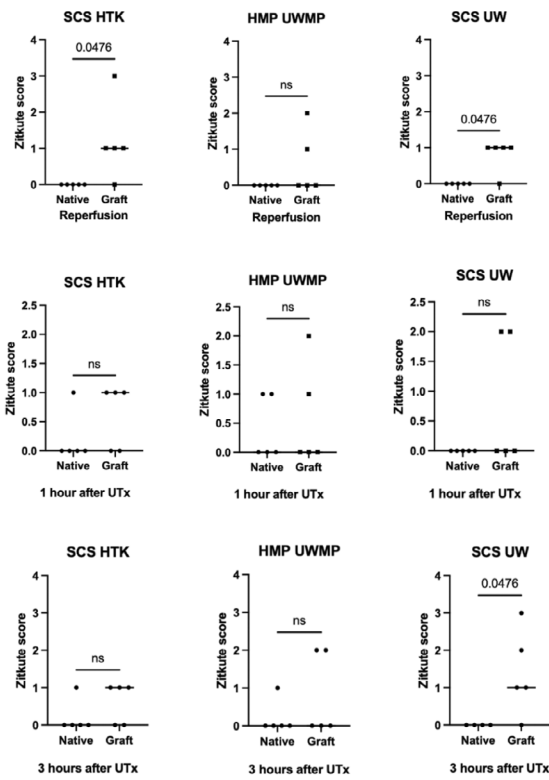 SCS HTK
HMP UWMP
SCS UW
Zitkute score
4
3
2
1
0
0.0476
Native Graft
Reperfusion
Zitkute score
4
3
2
1
0
ns
Native Graft
Reperfusion
Zitkute score
4
3
2
1
0
0.0476
Native Graft
Reperfusion
SCS HTK
HMP UWMP
SCS UW
Zitkute score
2.5
2.0
1.5
1.0
0.5
0.0
ns
Native Graft
1 hour after UTx
Zitkute score
2.5
2.0
1.5
1.0
0.5
0.0
ns
Native Graft
1 hour after UTx
Zitkute score
2.5
2.0
1.5
1.0
0.5
0.0
ns
Native Graft
1 hour after UTx
SCS HTK
HMP UWMP
SCS UW
Zitkute score
4
3
2
1
0
ns
Native Graft
3 hours after UTx
Zitkute score
4
3
2
1
0
ns
Native Graft
3 hours after UTx
Zitkute score
4
3
2
1
0
0.0476
Native Graft
3 hours after UTx